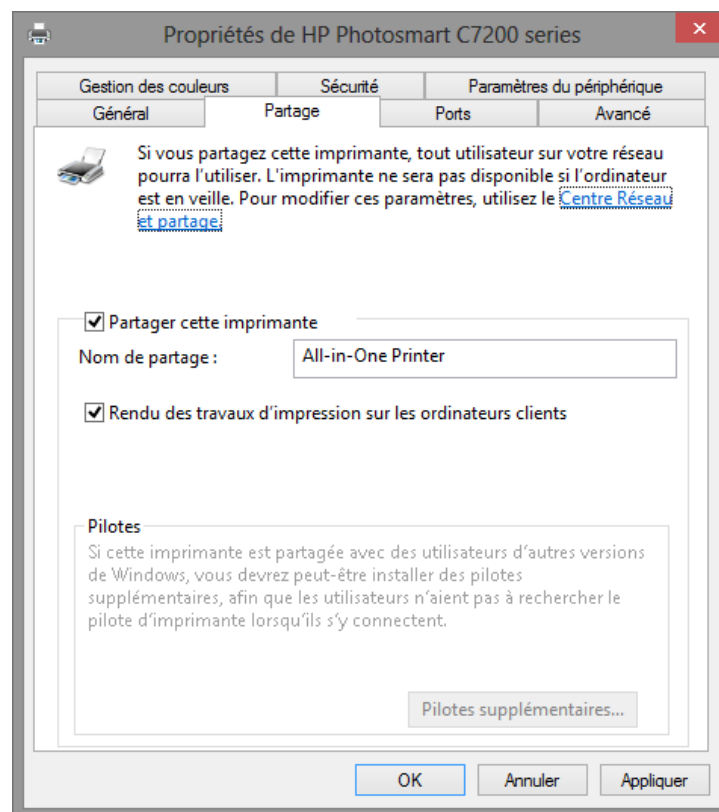 Propriétés de HP Photosmart C7200 series
Gestion des couleurs Sécurité Paramètres du périphérique
Général Partage Ports Avancé
Si vous partagez cette imprimante, tout utilisateur sur votre réseau
pourra l'utiliser. L'imprimante ne sera pas disponible si l'ordinateur
est en veille. Pour modifier ces paramètres, utilisez le Centre Réseau
et partage.
Partager cette imprimante
Nom de partage : All-in-One Printer
Rendu des travaux d'impression sur les ordinateurs clients
Pilotes
Si cette imprimante est partagée avec des utilisateurs d'autres versions
de Windows, vous devrez peut-être installer des pilotes
supplémentaires, afin que les utilisateurs n'aient pas à rechercher le
pilote d'imprimante lorsqu'ils s'y connectent.
Pilotes supplémentaires...
OK Annuler Appliquer